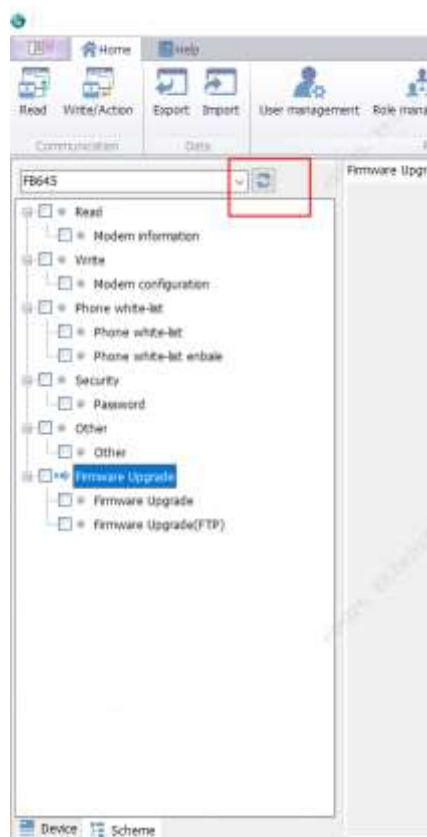 Home
Help
Read
Write/Action
Export
Import
User management
Role mana
Communication
Data
FB645
Firmware Upgr
Read
Modem information
Write
Modem configuration
Phone white-list
Phone white-list
Phone white-list enbale
Security
Password
Other
Other
Firmware Upgrade
Firmware Upgrade
Firmware Upgrade(FTP)
Device
Scheme